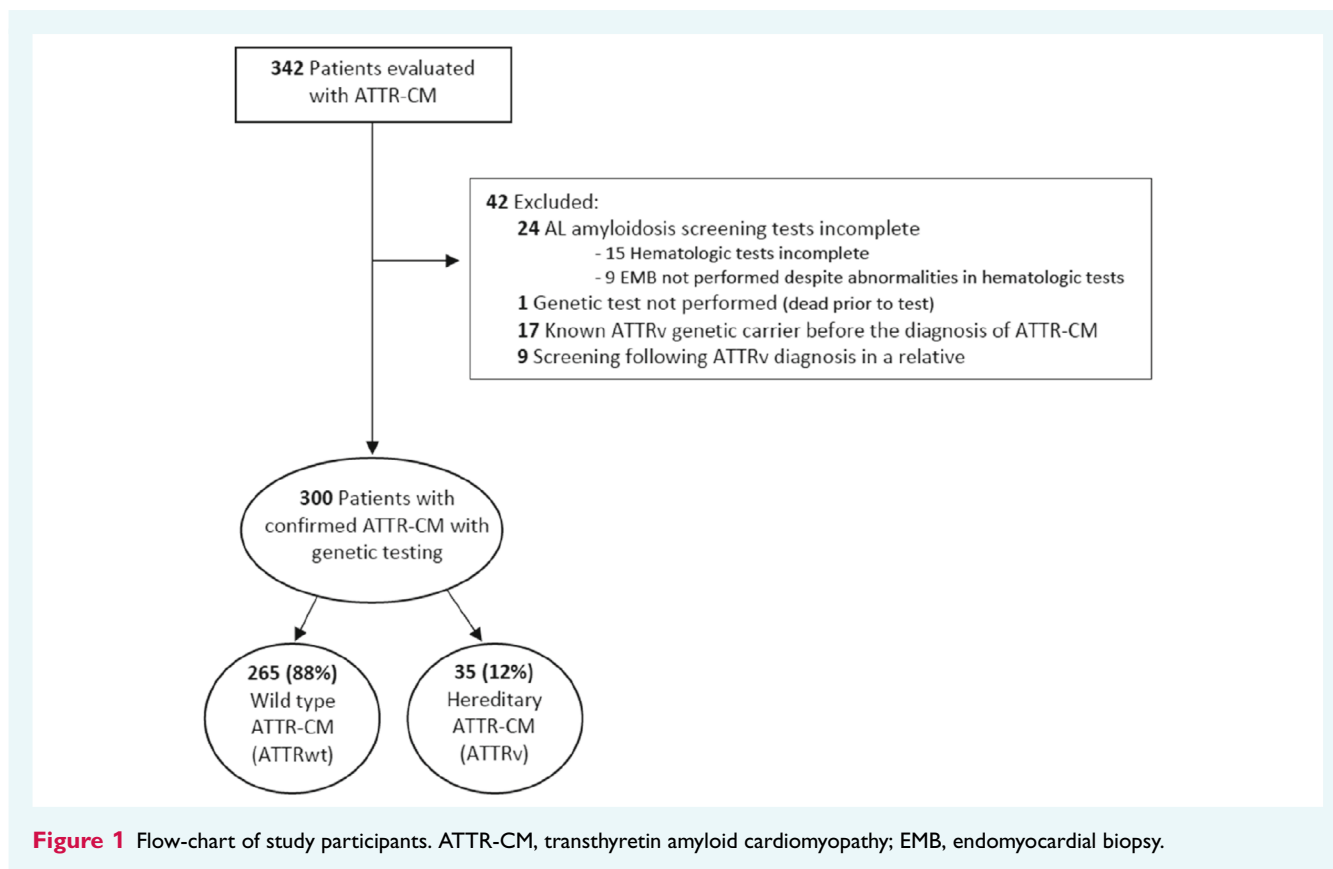 342 Patients evaluated
with ATTR-CM
42 Excluded:
24 AL amyloidosis screening tests incomplete
- 15 Hematologic tests incomplete
- 9 EMB not performed despite abnormalities in hematologic tests
1 Genetic test not performed (dead prior to test)
17 Known ATTRv genetic carrier before the diagnosis of ATTR-CM
9 Screening following ATTRv diagnosis in a relative
300 Patients with
confirmed ATTR-CM with
genetic testing
265 (88%)
Wild type
ATTR-CM
(ATTRwt)
35 (12%)
Hereditary
ATTR-CM
(ATTRv)
Figure 1 Flow-chart of study participants. ATTR-CM, transthyretin amyloid cardiomyopathy; EMB, endomyocardial biopsy.